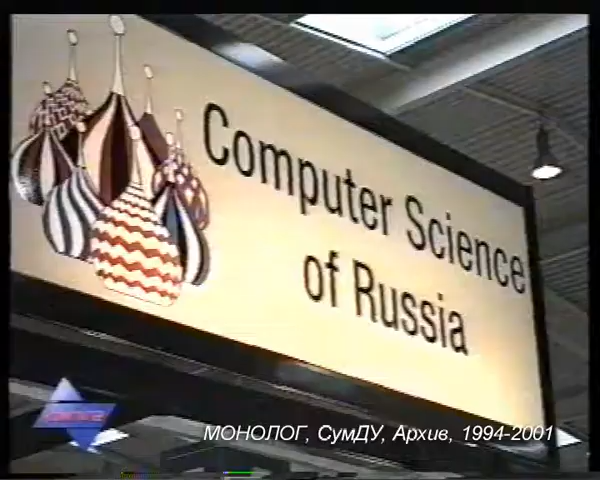 Computer Science
of Russia
МОНОЛОГ, СумДУ, Архив, 1994-2001